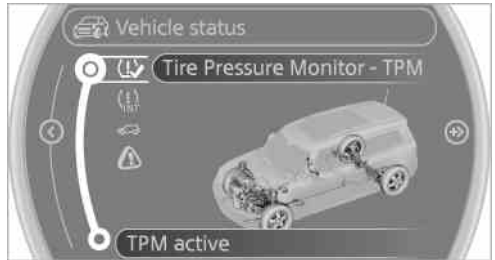 Vehicle status
Tire Pressure Monitor - TPM
TPM active